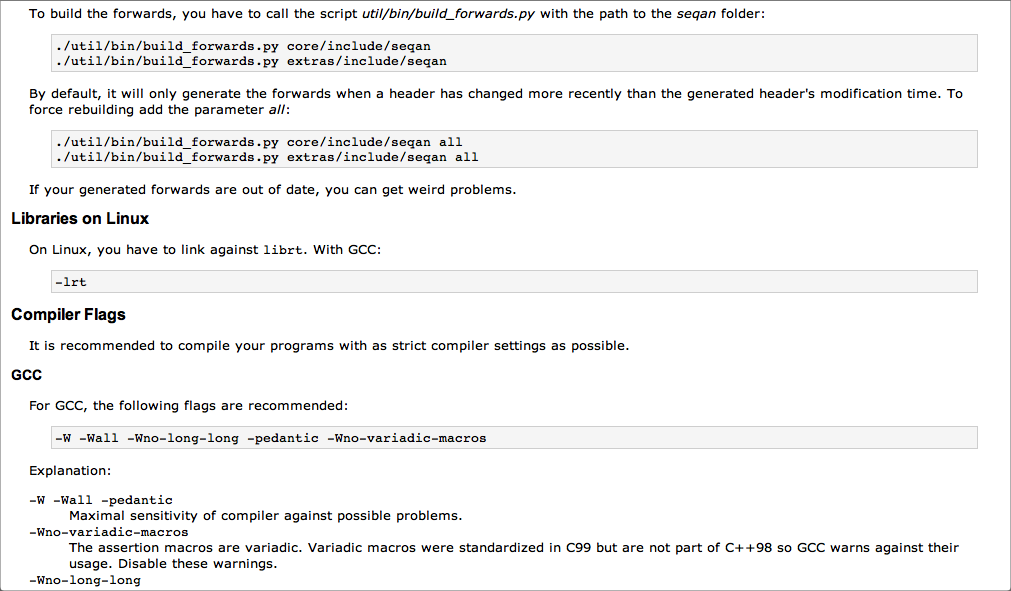 To build the forwards, you have to call the script util/bin/build_forwards.py with the path to the seqan folder:
./util/bin/build_forwards.py core/include/seqan
./util/bin/build_forwards.py extras/include/seqan
By default, it will only generate the forwards when a header has changed more recently than the generated header's modification time. To
force rebuilding add the parameter all:
./util/bin/build_forwards.py core/include/seqan all
./util/bin/build_forwards.py extras/include/seqan all
If your generated forwards are out of date, you can get weird problems.
Libraries on Linux
On Linux, you have to link against librt. With GCC:
-lrt
Compiler Flags
It is recommended to compile your programs with as strict compiler settings as possible.
GCC
For GCC, the following flags are recommended:
-W -Wall -Wno-long-long -pedantic -Wno-variadic-macros
Explanation:
-W -Wall -pedantic
Maximal sensitivity of compiler against possible problems.
-Wno-variadic-macros
The assertion macros are variadic. Variadic macros were standardized in C99 but are not part of C++98 so GCC warns against their
usage. Disable these warnings.
-Wno-long-long